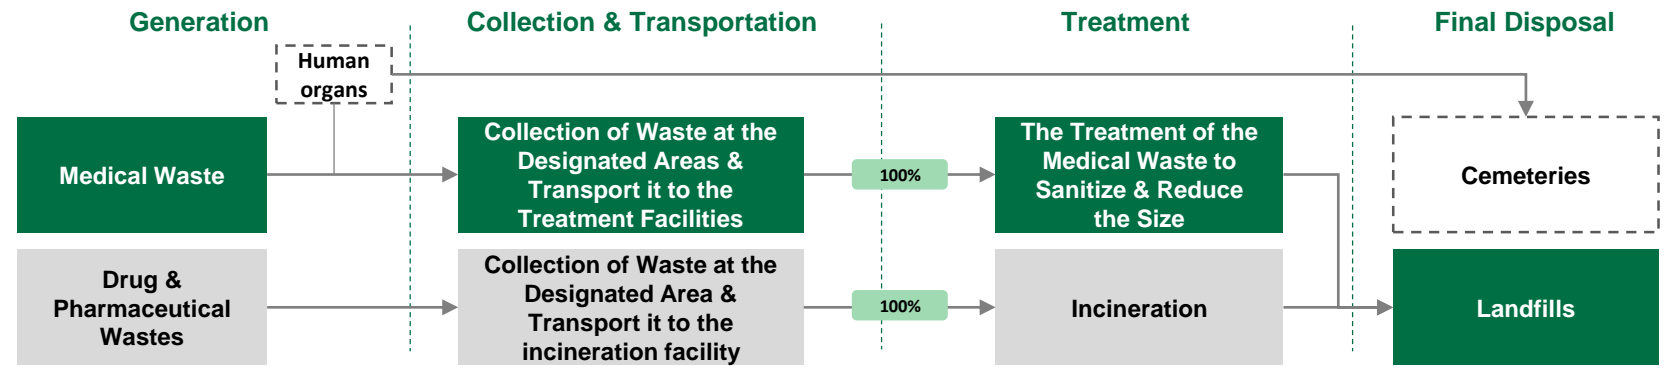 Generation
Collection & Transportation
Treatment
Final Disposal
Human
organs
Medical Waste
Collection of Waste at the
Designated Areas &
Transport it to the
Treatment Facilities
100%
The Treatment of the
Medical Waste to
Sanitize & Reduce
the Size
Cemeteries
Drug &
Pharmaceutical
Wastes
Collection of Waste at the
Designated Area &
Transport it to the
incineration facility
100%
Incineration
Landfills